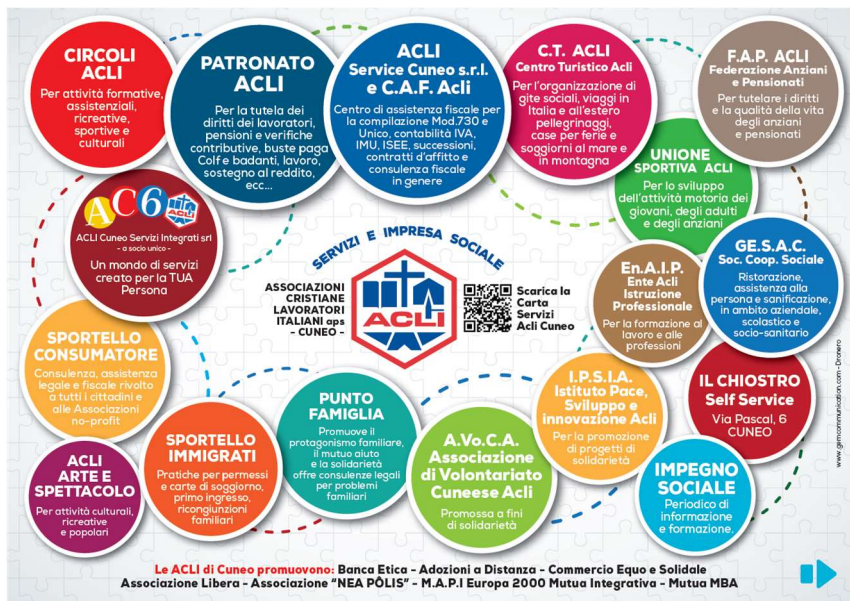 CIRCOLI
ACLI
Per attività formative,
assistenziali,
ricreative,
sportive e
culturali
PATRONATO
ACLI
Per la tutela dei
diritti dei lavoratori,
pensioni e verifiche
contributive, buste paga
Colf e badanti, lavoro,
sostegno al reddito,
ecc...
ACLI
Service Cuneo s.r.l.
e C.A.F. Acli
Centro di assistenza fiscale per
la compilazione Mod.730 e
Unico, contabilità IVA,
IMU, ISEE, successioni,
contratti d'affitto e
consulenza fiscale
in genere
C.T. ACLI
Centro Turistico Acli
Per l'organizzazione di
gite sociali, viaggi in
Italia e all'estero
pellegrinaggi,
case per ferie e
soggiorni al mare e
in montagna
F.A.P. ACLI
Federazione Anziani
e Pensionati
Per tutelare i diritti
e la qualità della vita
degli anziani
e pensionati
UNIONE
SPORTIVA ACLI
Per lo sviluppo
dell'attività motoria dei
giovani, degli adulti
e degli anziani
AC6 ACLI
ACLI Cuneo Servizi Integrati srl
- a socio unico -
Un mondo di servizi
creato per la TUA
Persona
SERVIZI E IMPRESA SOCIALE
ASSOCIAZIONI
CRISTIANE
LAVORATORI
ITALIANI aps
- CUNEO -
ACLI
Scarica la
Carta
Servizi
Acli Cuneo
En.A.I.P.
Ente Acli
Istruzione
Professionale
Per la formazione al
lavoro e alle
professioni
GE.S.A.C.
Soc. Coop. Sociale
Ristorazione,
assistenza alla
persona e sanificazione,
in ambito aziendale,
scolastico e
socio-sanitario
SPORTELLO
CONSUMATORE
Consulenza, assistenza
legale e fiscale rivolto
a tutti i cittadini e
alle Associazioni
no-profit
SPORTELLO
IMMIGRATI
Pratiche per permessi
e carte di soggiorno,
primo ingresso,
ricongiunzioni
familiari
PUNTO
FAMIGLIA
Promuove il
protagonismo familiare,
il mutuo aiuto
e la solidarietà
offre consulenze legali
per problemi
familiari
A.Vo.C.A.
Associazione
di Volontariato
Cuneese Acli
Promossa a fini
di solidarietà
I.P.S.I.A.
Istituto Pace,
Sviluppo e
innovazione Acli
Per la promozione
di progetti di
solidarietà
IL CHIOSTRO
Self Service
Via Pascal, 6
CUNEO
ACLI
ARTE E
SPETTACOLO
Per attività culturali,
ricreative
e popolari
IMPEGNO
SOCIALE
Periodico di
informazione
e formazione.
www.gemcommunication.com - Dronero
Le ACLI di Cuneo promuovono: Banca Etica - Adozioni a Distanza - Commercio Equo e Solidale
Associazione Libera - Associazione "NEA PÓLIS" - M.A.P.I Europa 2000 Mutua Integrativa - Mutua MBA